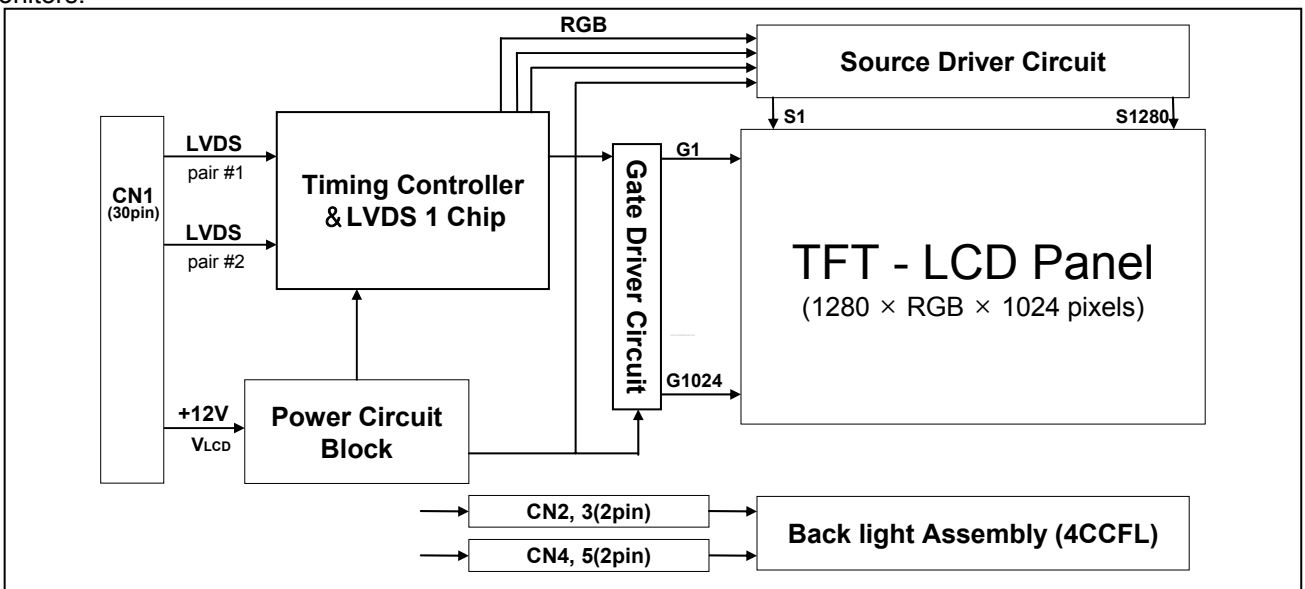 RGB
Source Driver Circuit
S1
S1280
LVDS
pair #1
CN1
(30pin)
LVDS
pair #2
Timing Controller
&LVDS 1 Chip
Gate Driver Circuit
G1
G1024
TFT - LCD Panel
(1280 × RGB × 1024 pixels)
+12V
VLCD
Power Circuit
Block
CN2, 3(2pin)
CN4, 5(2pin)
Back light Assembly (4CCFL)